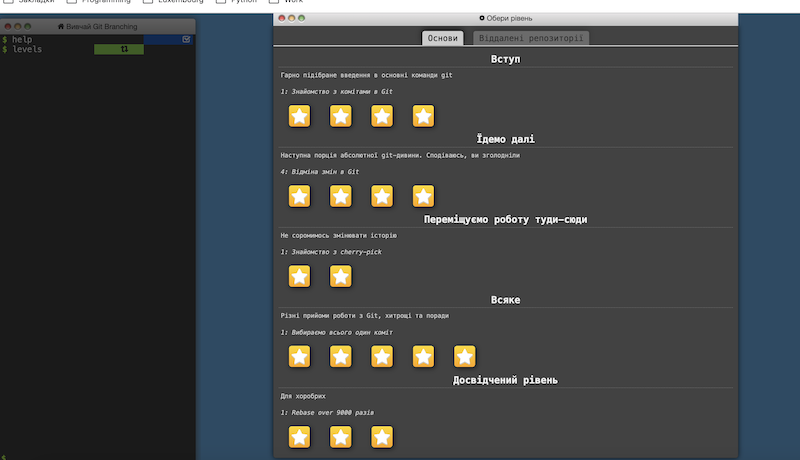 Закладки Programming Luxembourg Python Work
Вивчай Git Branching
$ help
$ levels
$
Обери рівень
Основи Віддалені репозиторії
Вступ
Гарно підібране введення в основні команди git
1: Знайомство з комітами в Git
Їдемо далі
Наступна порція абсолютної git-дивини. Сподіваюсь, ви зголодніли
4: Відміна змін в Git
Переміщуємо роботу туди-сюди
Не соромимось змінювати історію
1: Знайомство з cherry-pick
Всяке
Різні прийоми роботи з Git, хитрощі та поради
1: Вибираємо всього один коміт
Досвідчений рівень
Для хоробрих
1: Rebase over 9000 разів